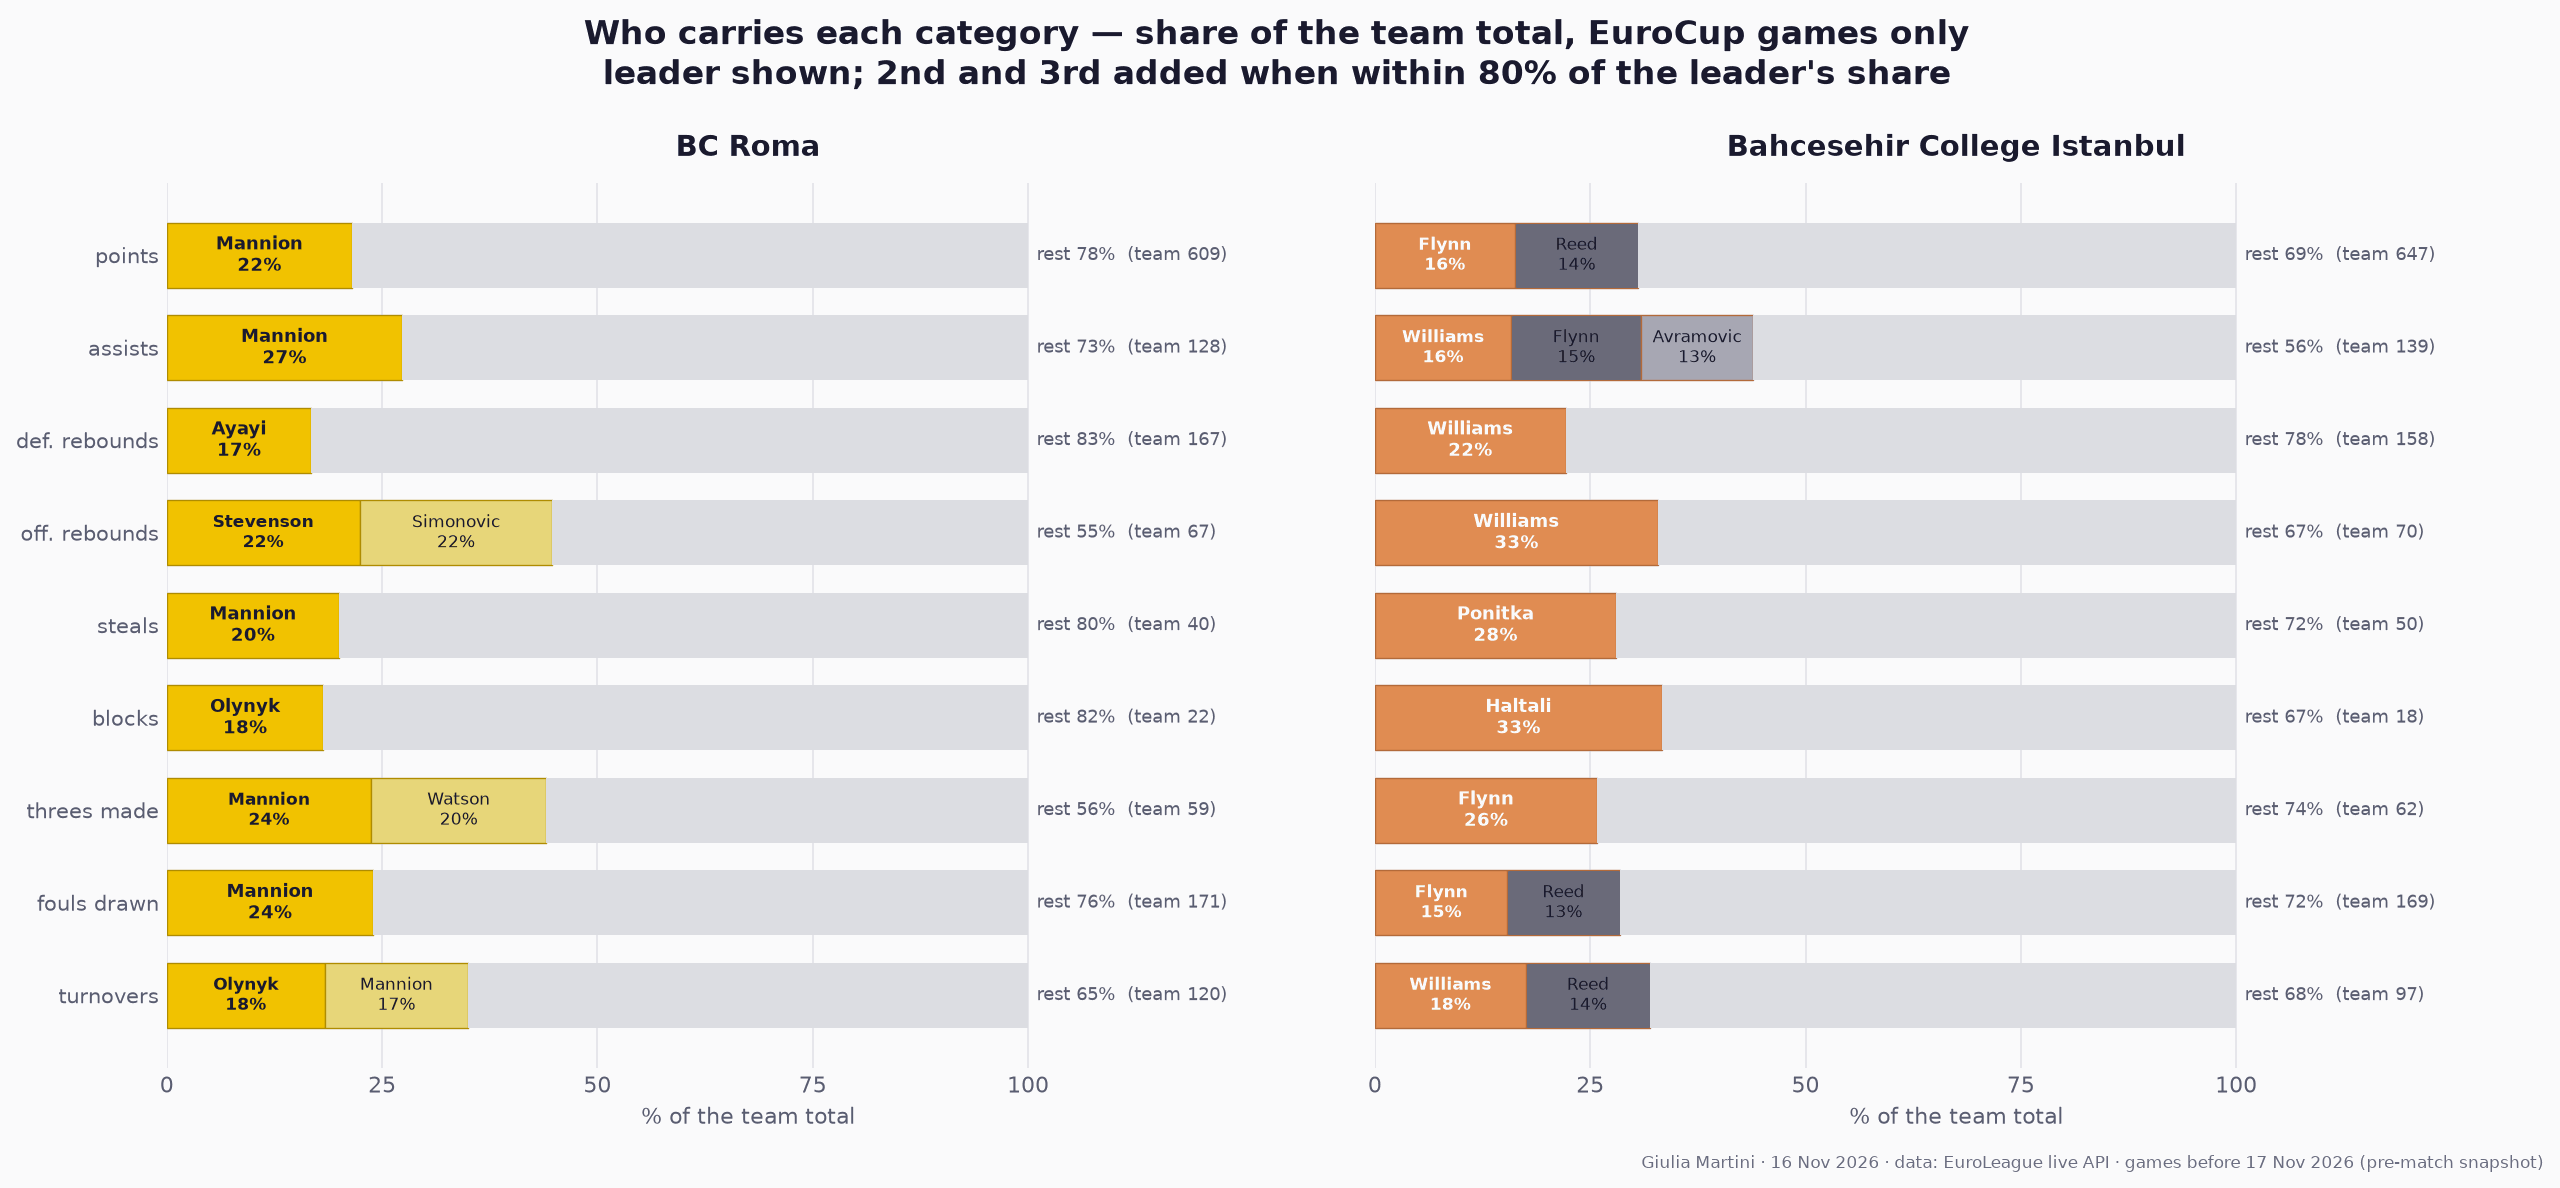 Who carries each category — share of the team total, EuroCup games only
leader shown; 2nd and 3rd added when within 80% of the leader's share
BC Roma
points
Mannion
22%
rest 78% (team 609)
assists
Mannion
27%
rest 73% (team 128)
def. rebounds
Ayayi
17%
rest 83% (team 167)
off. rebounds
Stevenson
22%
Simonovic
22%
rest 55% (team 67)
steals
Mannion
20%
rest 80% (team 40)
blocks
Olynyk
18%
rest 82% (team 22)
threes made
Mannion
24%
Watson
20%
rest 56% (team 59)
fouls drawn
Mannion
24%
rest 76% (team 171)
turnovers
Olynyk
18%
Mannion
17%
rest 65% (team 120)
0 25 50 75 100
% of the team total
Bahcesehir College Istanbul
Flynn
16%
Reed
14%
rest 69% (team 647)
Williams
16%
Flynn
15%
Avramovic
13%
rest 56% (team 139)
Williams
22%
rest 78% (team 158)
Williams
33%
rest 67% (team 70)
Ponitka
28%
rest 72% (team 50)
Haltali
33%
rest 67% (team 18)
Flynn
26%
rest 74% (team 62)
Flynn
15%
Reed
13%
rest 72% (team 169)
Williams
18%
Reed
14%
rest 68% (team 97)
0 25 50 75 100
% of the team total
Giulia Martini · 16 Nov 2026 · data: EuroLeague live API · games before 17 Nov 2026 (pre-match snapshot)